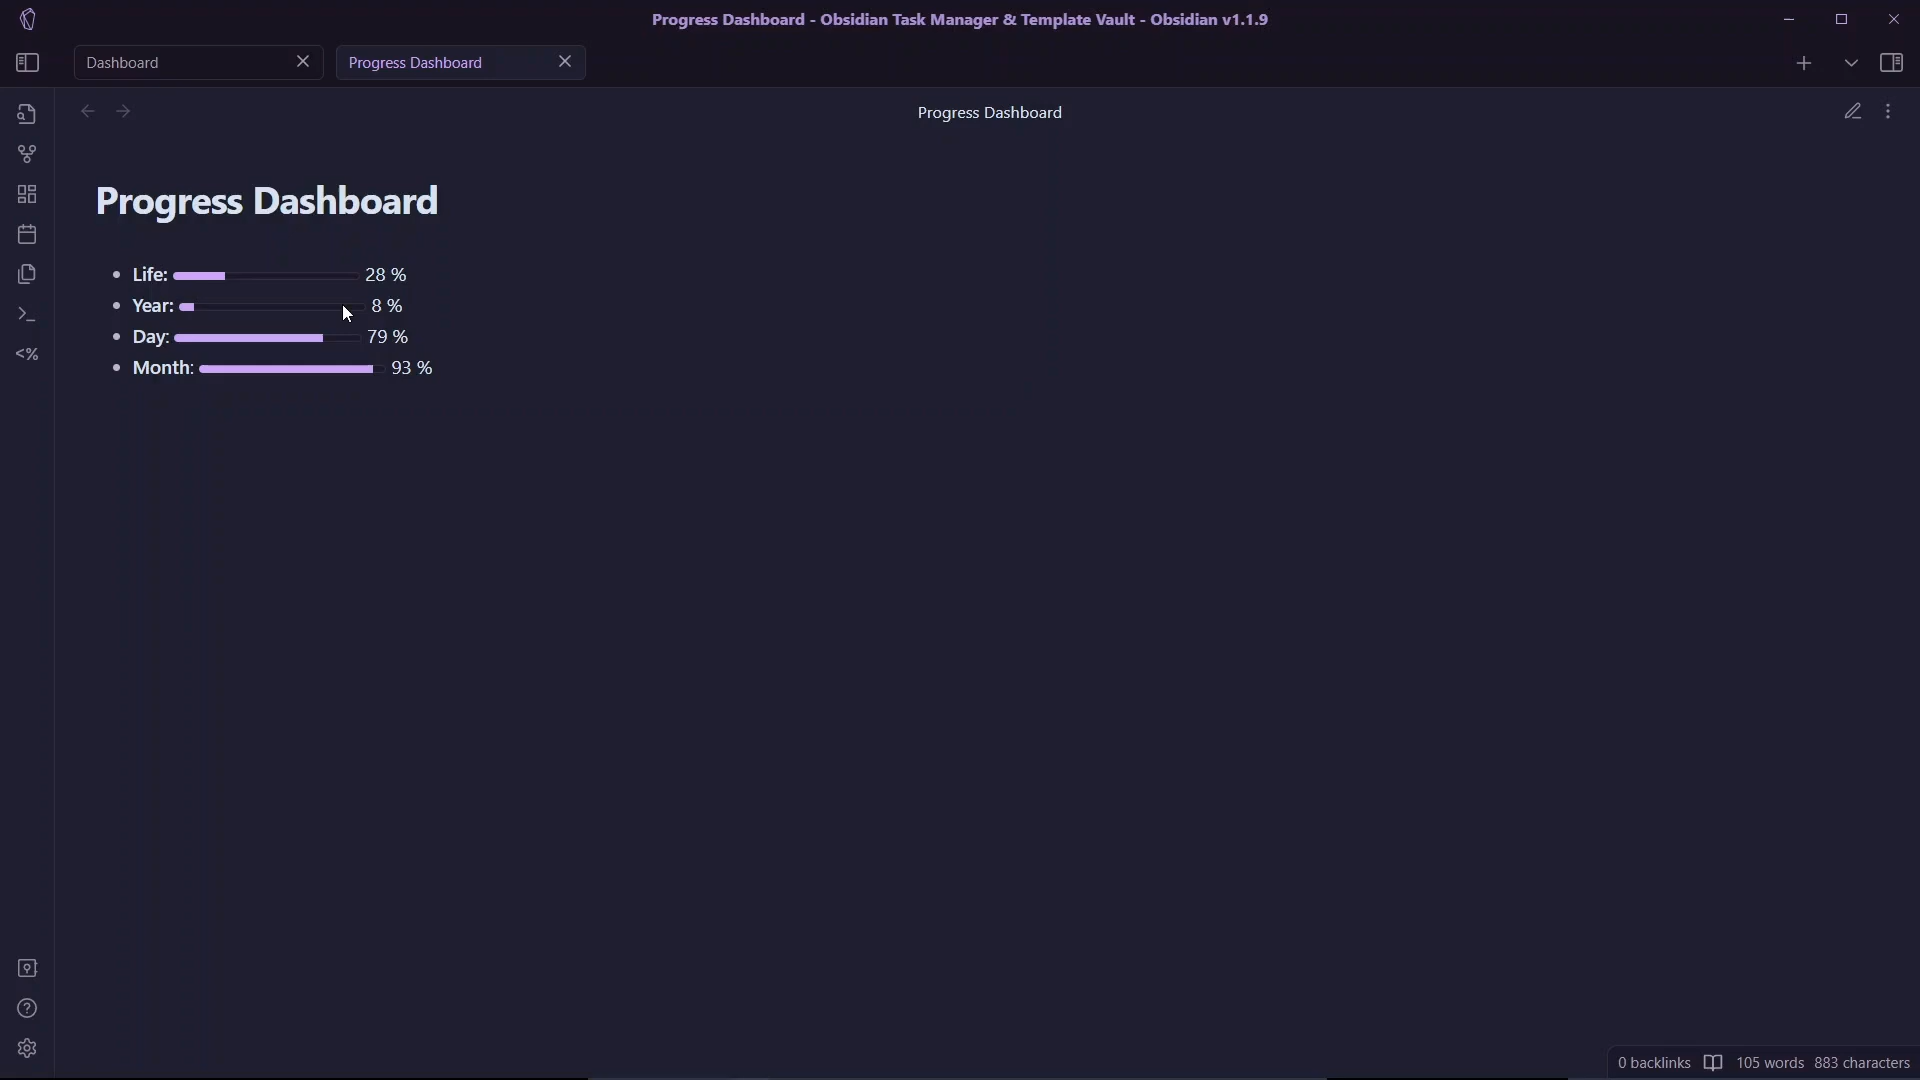 Progress Dashboard - Obsidian Task Manager & Template Vault - Obsidian v1.1.9
Dashboard
Progress Dashboard
Progress Dashboard
Progress Dashboard
Life: 28 %
Year: 8 %
Day: 79 %
Month: 93 %
<%
0 backlinks 105 words 883 characters